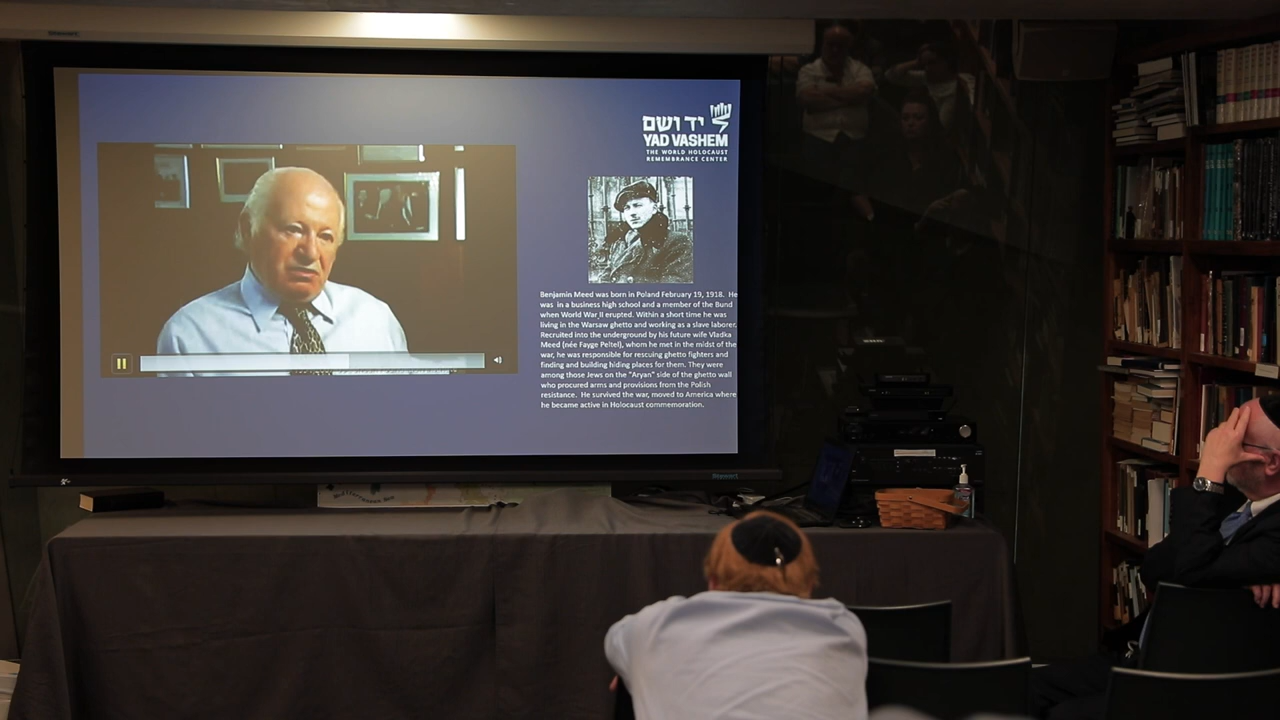 Stewart
יד ושם
YAD VASHEM
THE WORLD HOLOCAUST
REMEMBRANCE CENTER
Benjamin Meed was born in Poland February 19, 1918. He
was in a business high school and a member of the Bund
when World War II erupted. Within a short time he was
living in the Warsaw ghetto and working as a slave laborer.
Recruited into the underground by his future wife Vladka
Meed (née Fayge Peltel), whom he met in the midst of the
war, he was responsible for rescuing ghetto fighters and
finding and building hiding places for them. They were
among those Jews on the "Aryan" side of the ghetto wall
who procured arms and provisions from the Polish
resistance. He survived the war, moved to America where
he became active in Holocaust commemoration.
Stewart
Mediterranean Sea